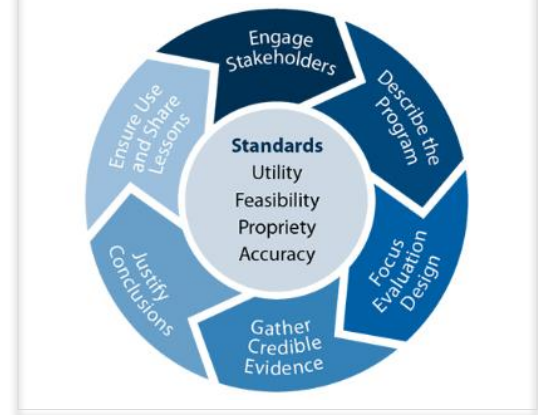 Engage
Stakeholders
Describe the
Program
Focus
Evaluation
Design
Gather
Credible
Evidence
Justify
Conclusions
Ensure Use
and Share
Lessons
Standards
Utility
Feasibility
Propriety
Accuracy